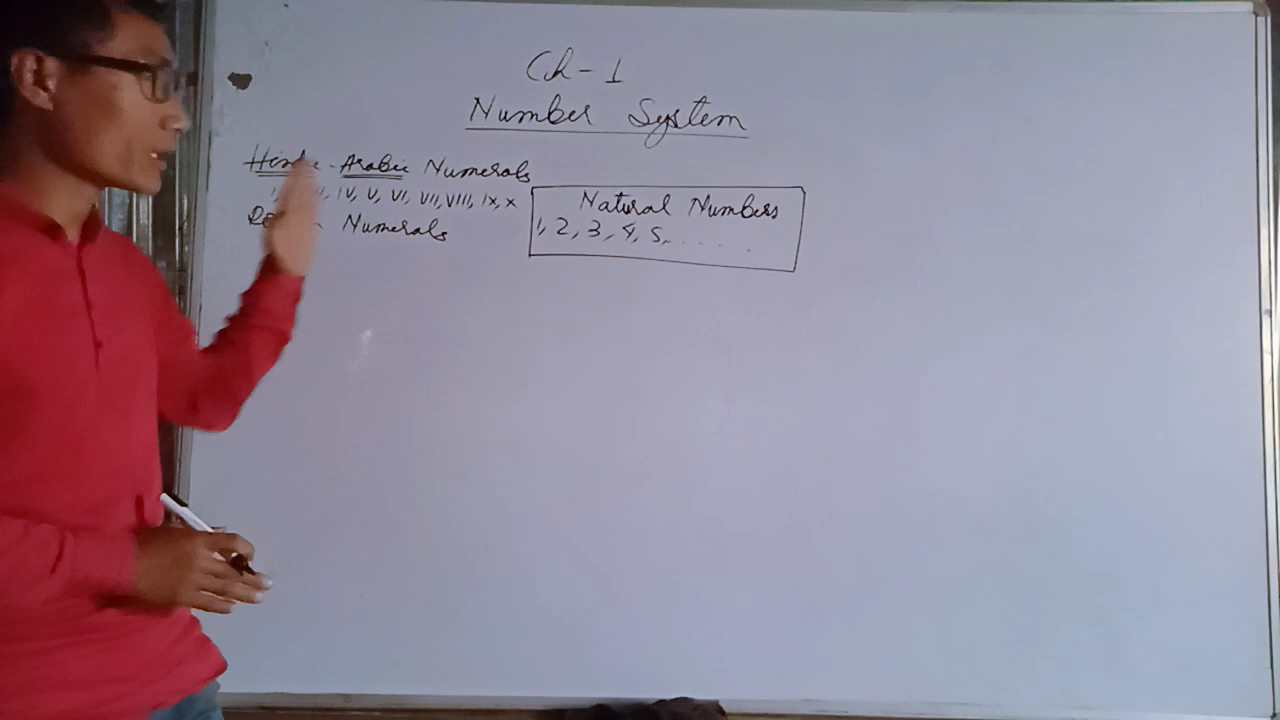 Ch-1
Number System
Arabic Numerals
IV, V, VI, VII, VIII, IX, X
Numerals
Natural Numbers
1, 2, 3, 4, 5, . . . . .